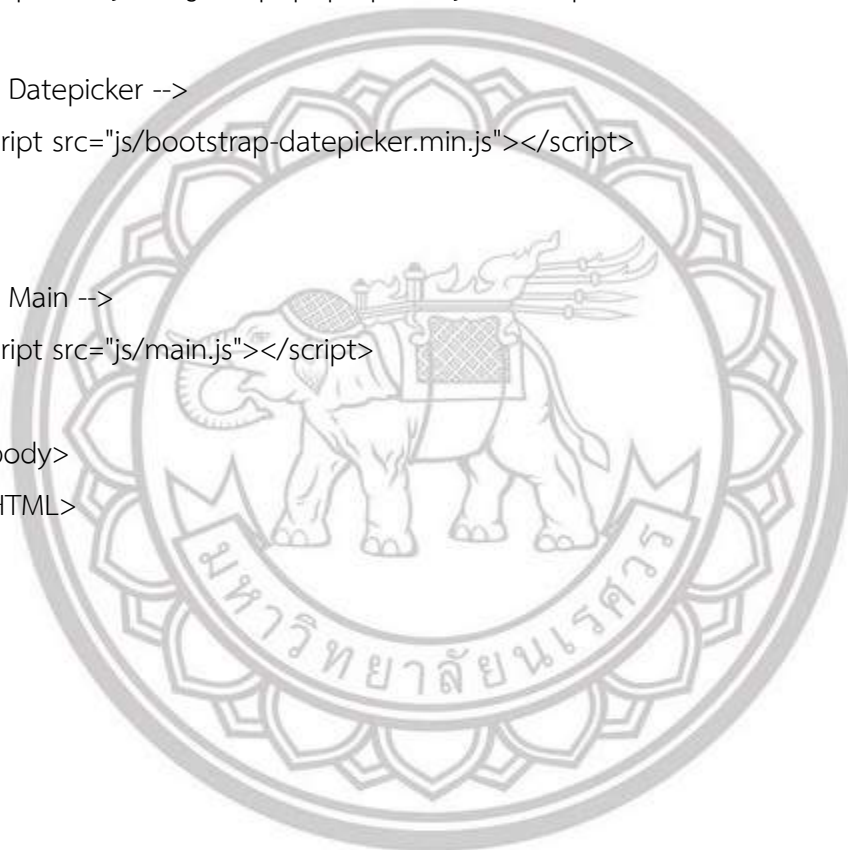 Datepicker -->
ript src="js/bootstrap-datepicker.min.js"></script>
Main -->
ript src="js/main.js"></script>
ody>
HTML>
มหาวิทยาลัยนเรศวร